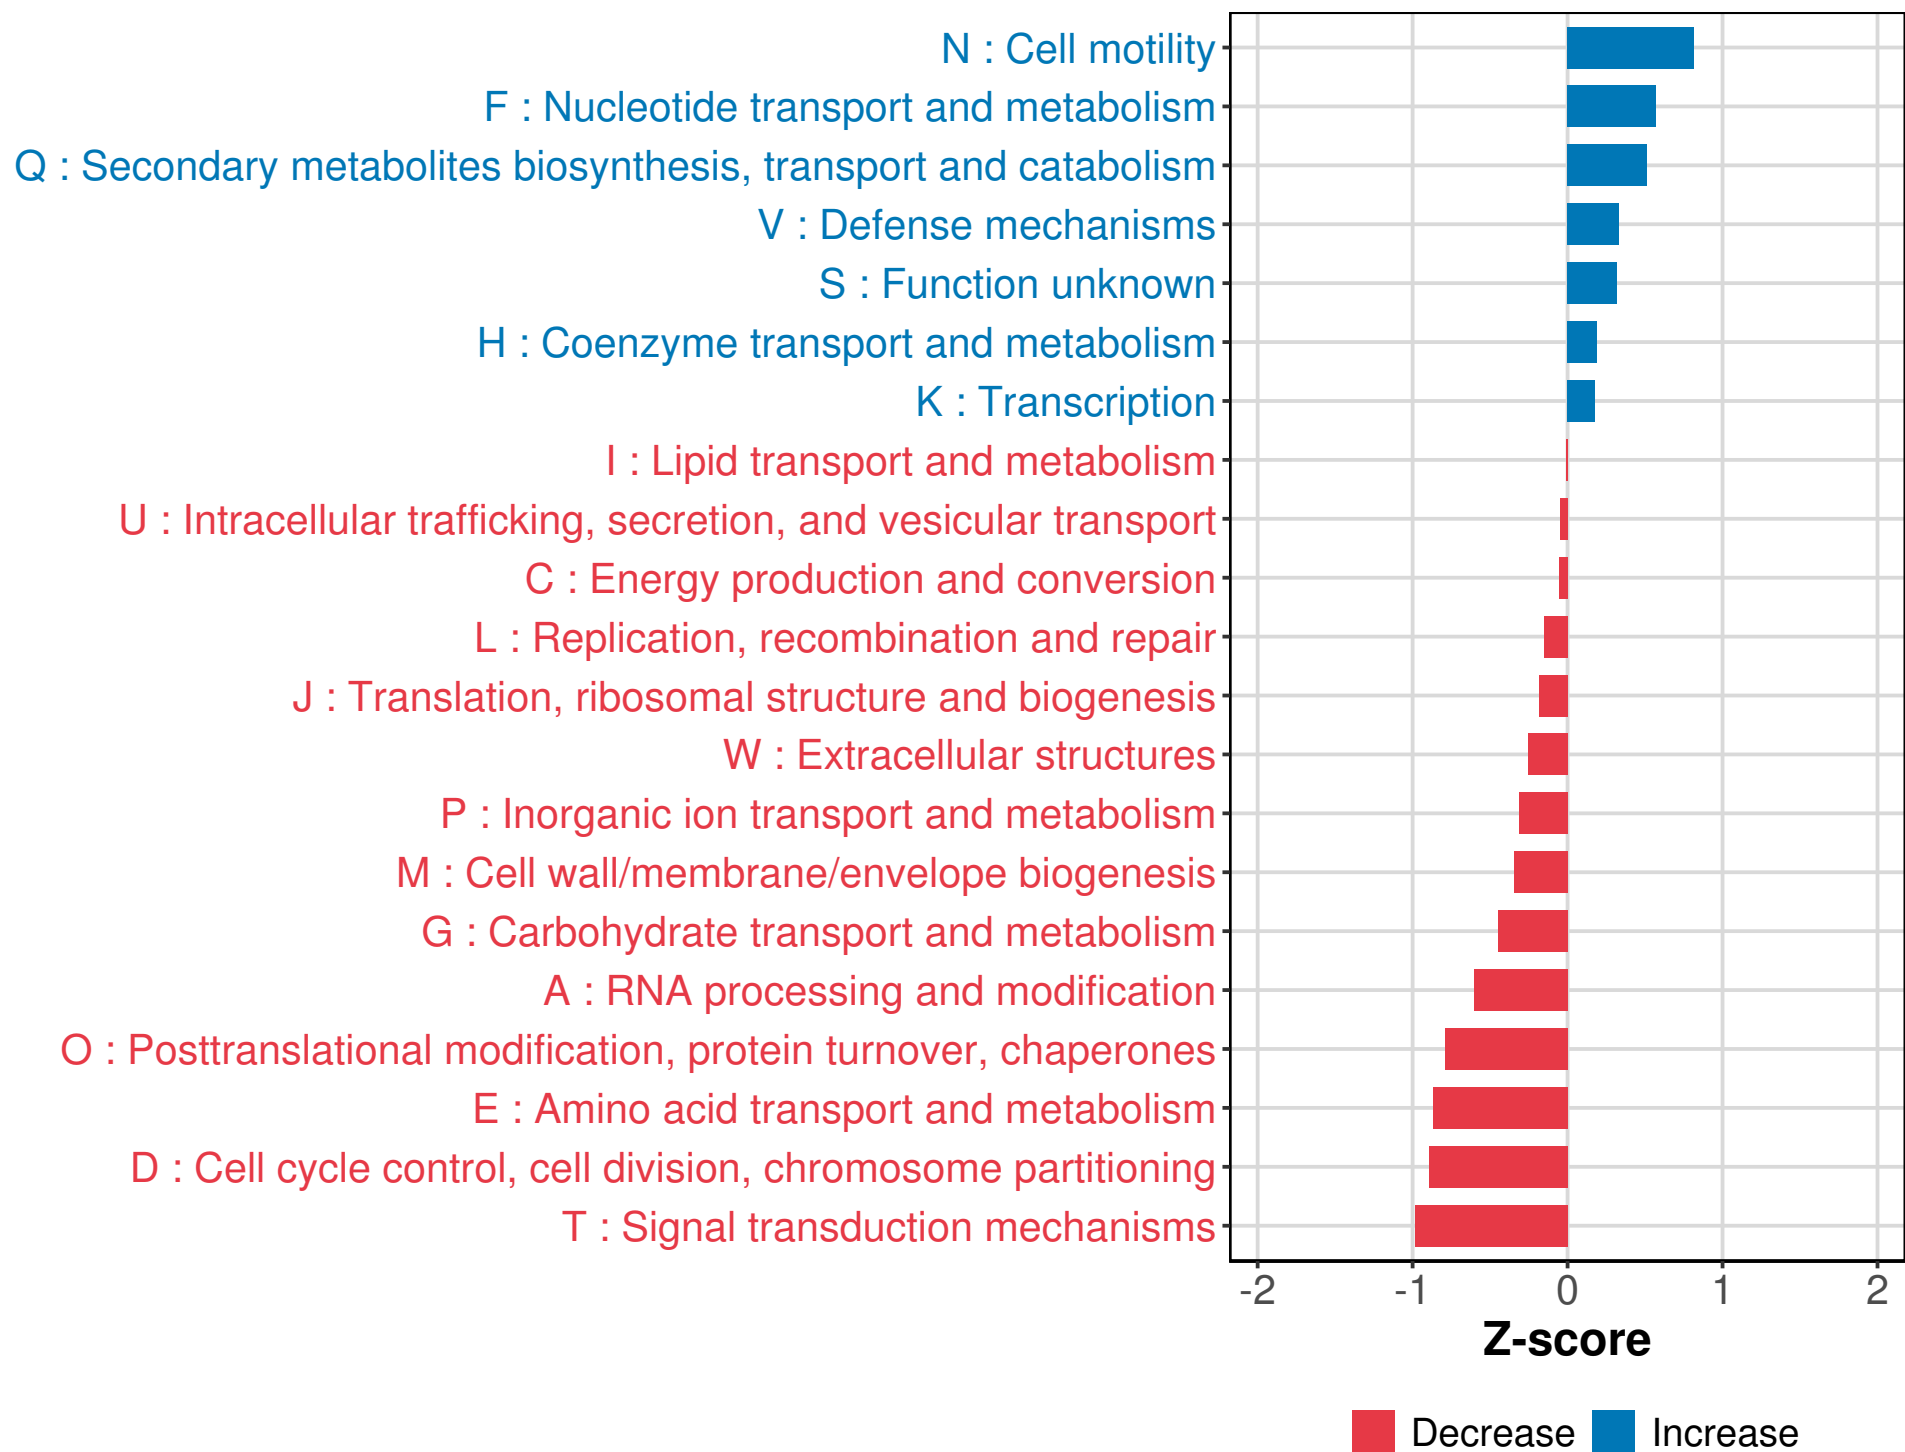 N : Cell motility
F : Nucleotide transport and metabolism
Q : Secondary metabolites biosynthesis, transport and catabolism
V : Defense mechanisms
S : Function unknown
H : Coenzyme transport and metabolism
K : Transcription
I : Lipid transport and metabolism
U : Intracellular trafficking, secretion, and vesicular transport
C : Energy production and conversion
L : Replication, recombination and repair
J : Translation, ribosomal structure and biogenesis
W : Extracellular structures
P : Inorganic ion transport and metabolism
M : Cell wall/membrane/envelope biogenesis
G : Carbohydrate transport and metabolism
A : RNA processing and modification
O : Posttranslational modification, protein turnover, chaperones
E : Amino acid transport and metabolism
D : Cell cycle control, cell division, chromosome partitioning
T : Signal transduction mechanisms
-2 -1 0 1 2
Z-score
Decrease Increase